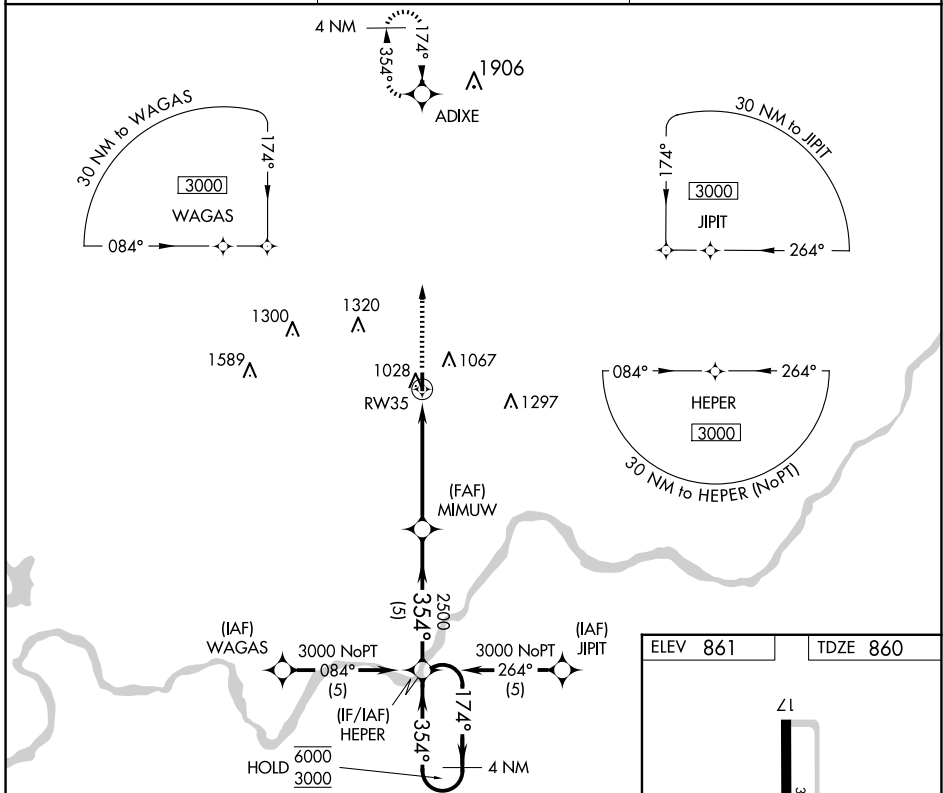 4 NM
174°
354°
1906
ADIXE
30 NM to WAGAS
174°
3000
WAGAS
084°
30 NM to JIPIT
174°
3000
JIPIT
264°
1300
1320
1589
1028
1067
RW35
1297
084°
264°
HEPER
3000
30 NM to HEPER (NoPT)
(FAF)
MIMUW
2500
354°
(5)
(IAF)
WAGAS
3000 NoPT
084°
(5)
(IAF)
JIPIT
3000 NoPT
264°
(5)
(IF/IAF)
HEPER
174°
354°
HOLD
6000
3000
4 NM
ELEV 861
TDZE 860
17
3